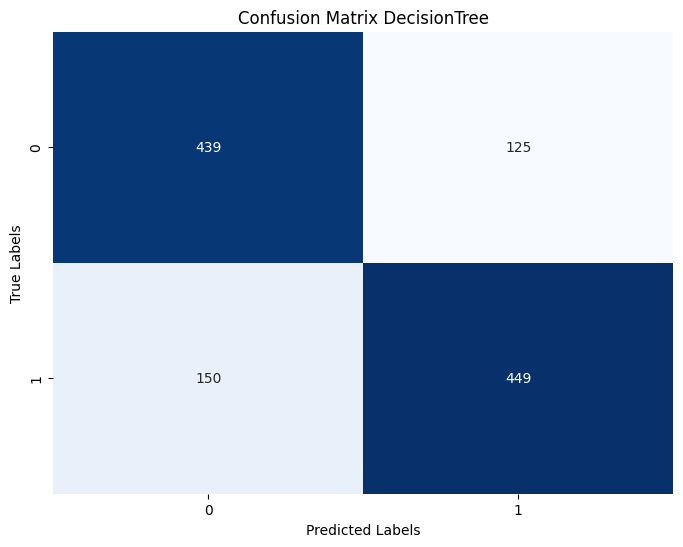 Confusion Matrix DecisionTree
True Labels
0
439
125
1
150
449
0
1
Predicted Labels